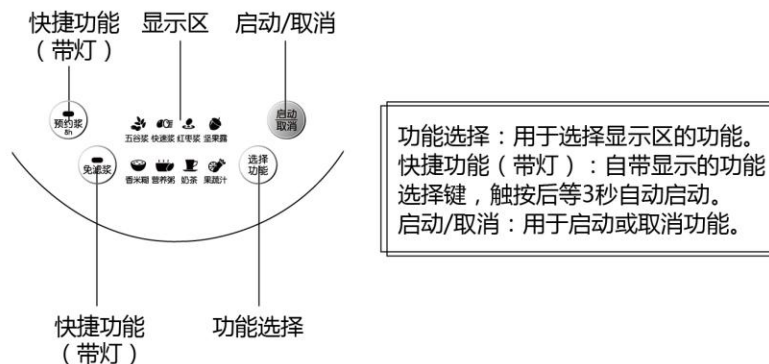 快捷功能
（带灯）
显示区
启动/取消
预约浆
8h
五谷浆 快速浆 红枣浆 坚果露
启动
取消
免滤浆
香米糊 营养粥 奶茶 果蔬汁
选择
功能
快捷功能
（带灯）
功能选择
功能选择：用于选择显示区的功能。
快捷功能（带灯）：自带显示的功能
选择键，触按后等3秒自动启动。
启动/取消：用于启动或取消功能。